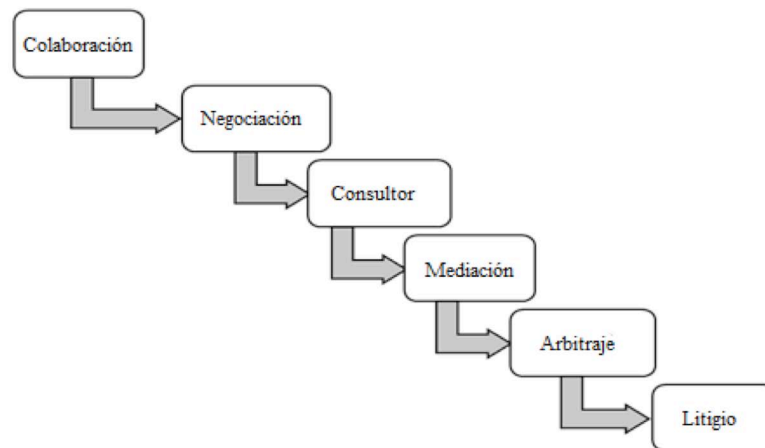 Colaboración
Negociación
Consultor
Mediación
Arbitraje
Litigio